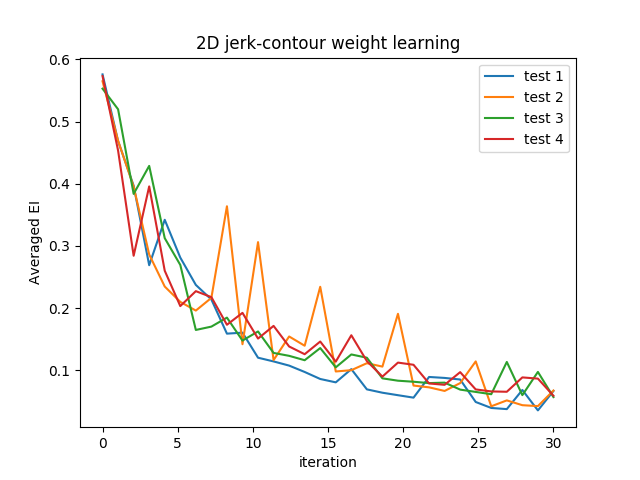 2D jerk-contour weight learning
0.6
0.5
0.4
0.3
0.2
0.1
Averaged EI
test 1
test 2
test 3
test 4
0 5 10 15 20 25 30
iteration